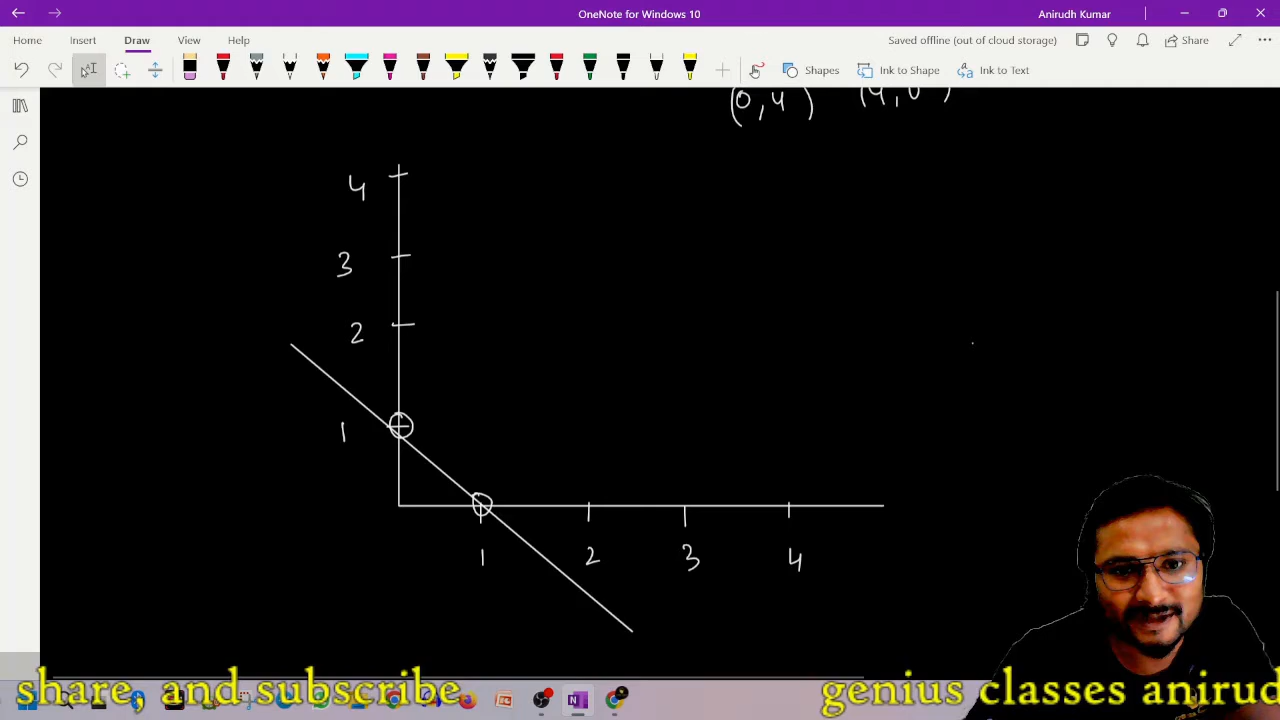 OneNote for Windows 10
Anirudh Kumar
Home Insert Draw View Help
Saved offline (out of cloud storage)
Share
Shapes
Ink to Shape
Ink to Text
(0,4) (4,0)
4
3
2
1
1 2 3 4
share, and subscribe.
genius classes anirud